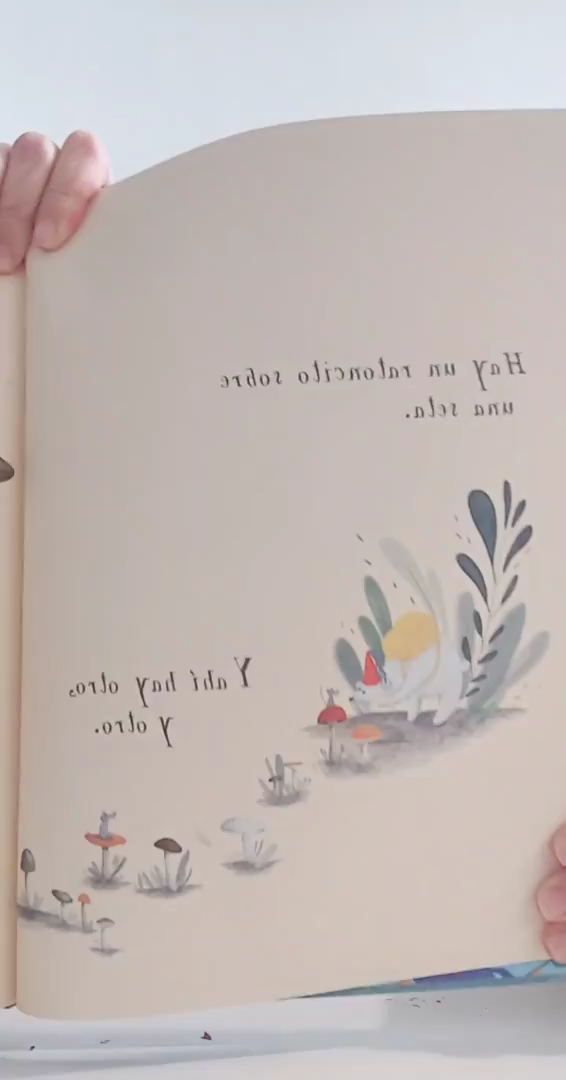 Hay un ratoncito sobre
una seta.
Y ahí hay otro,
y otro.